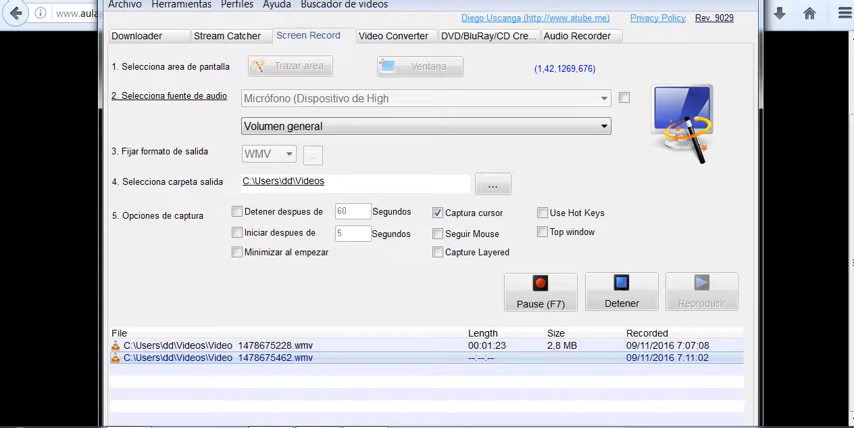 Archivo Herramientas Perfiles Ayuda Buscador de videos
www.aula
Diego Uscanga (http://www.atube.me) Privacy Policy Rev. 9029
Downloader Stream Catcher Screen Record Video Converter DVD/BluRay/CD Cre... Audio Recorder
1. Selecciona area de pantalla Trazar area Ventana (1,42,1269,676)
2. Selecciona fuente de audio Micrófono (Dispositivo de High
Volumen general
3. Fijar formato de salida WMV ...
4. Selecciona carpeta salida C:\Users\dd\Videos ...
5. Opciones de captura Detener despues de 60 Segundos Captura cursor Use Hot Keys
Iniciar despues de 5 Segundos Seguir Mouse Top window
Minimizar al empezar Capture Layered
Pause (F7) Detener Reproducir
File Length Size Recorded
C:\Users\dd\Videos\Video 1478675228.wmv 00:01:23 2,8 MB 09/11/2016 7:07:08
C:\Users\dd\Videos\Video 1478675462.wmv --:--:-- 09/11/2016 7:11:02